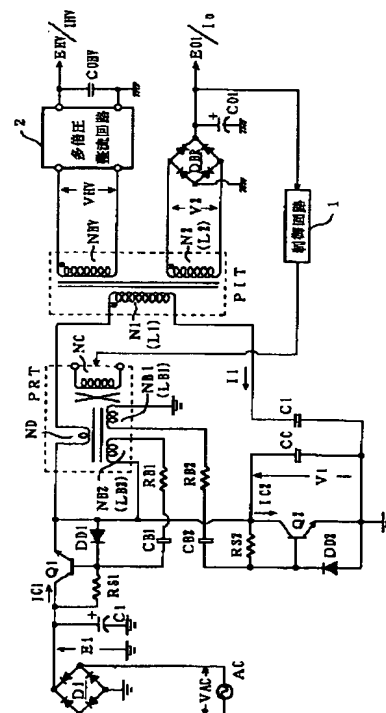 EHV/IHV
COHV
2
多倍圧
整流回路
VHV
NHV
EO1/Io
CO1
DBR
V2
N2
(L2)
制御回路
1
PIT
N1
(L1)
PRT
NC
ND
NB1
(LB1)
NB2
(LB2)
I1
C1
CC
V1
IC2
RB1
RB2
CB1
CB2
RS2
Q2
DD2
DD1
RS1
Q1
IC1
C1
E1
D1
VAC
AC